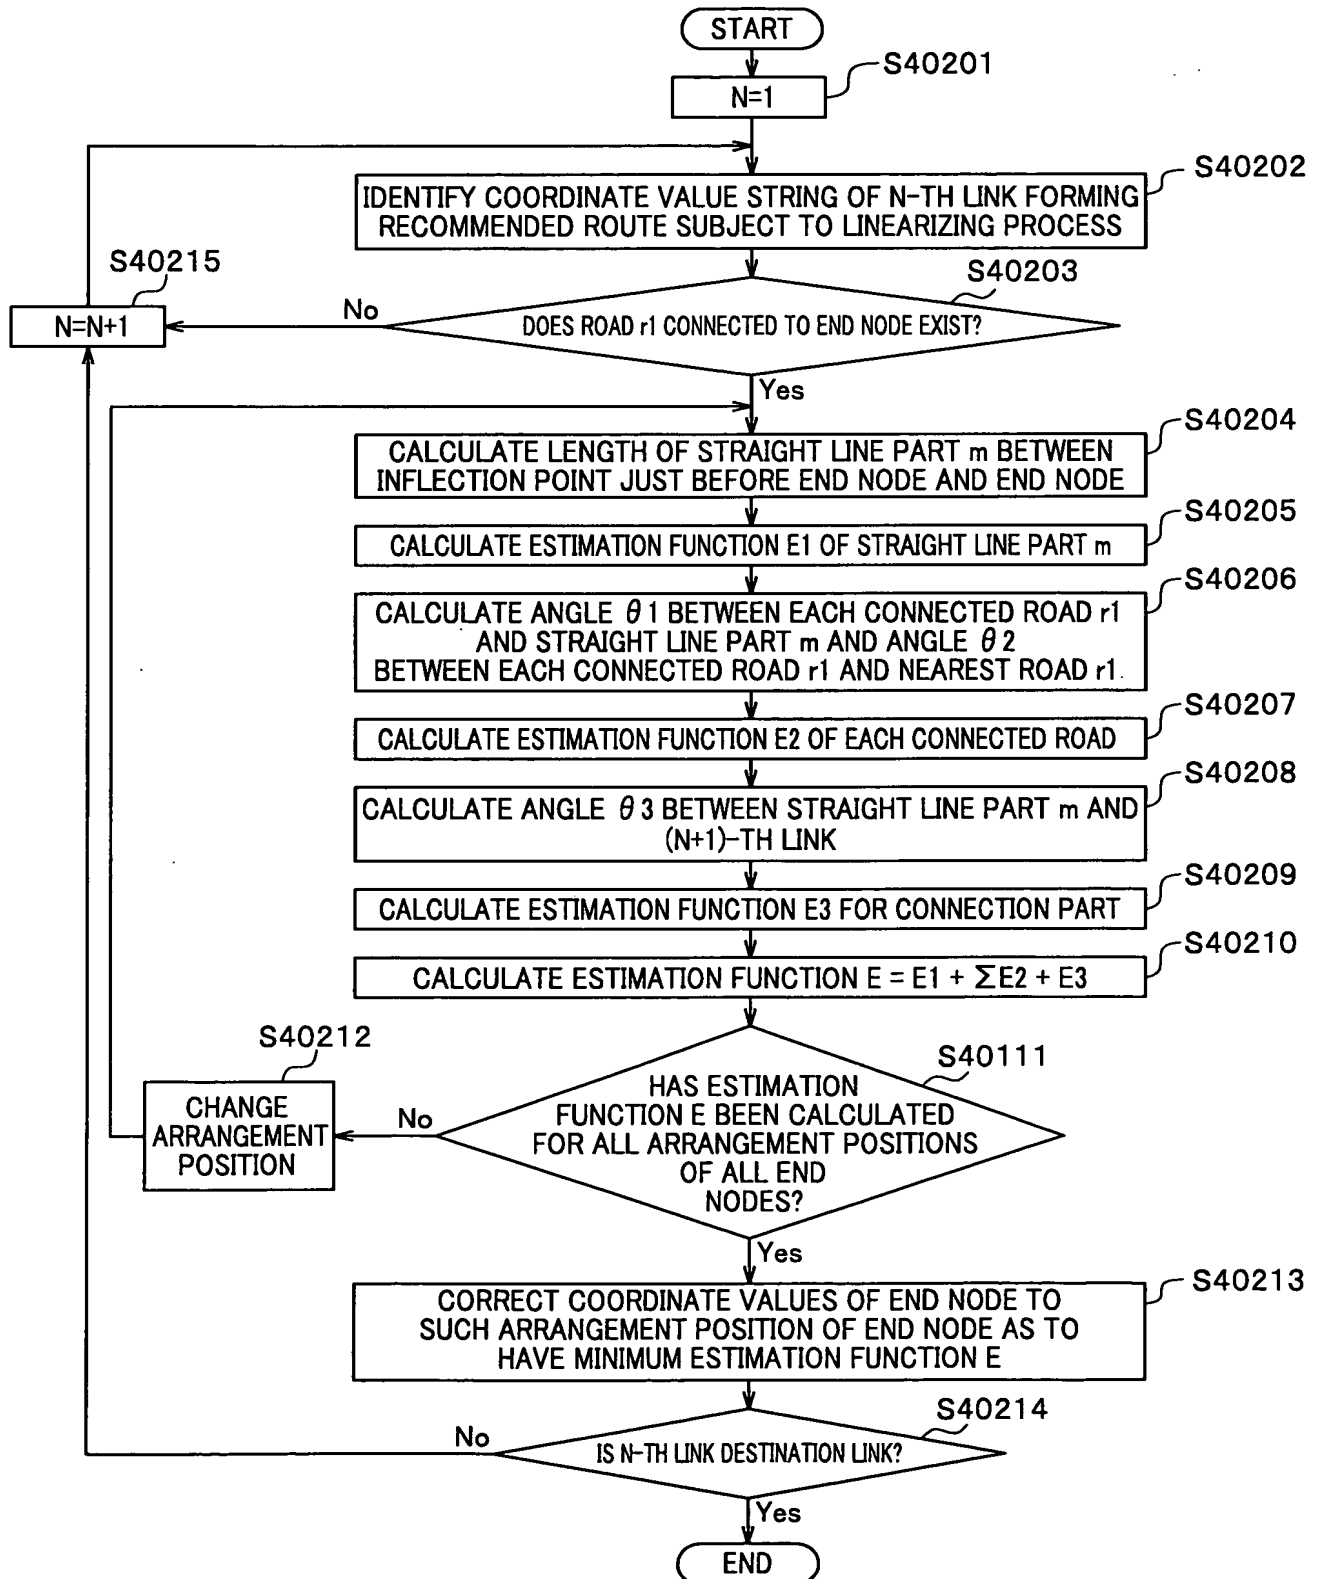 START
S40201
N=1
S40202
IDENTIFY COORDINATE VALUE STRING OF N-TH LINK FORMING
RECOMMENDED ROUTE SUBJECT TO LINEARIZING PROCESS
S40215
S40203
N=N+1
No
DOES ROAD r1 CONNECTED TO END NODE EXIST?
Yes
S40204
CALCULATE LENGTH OF STRAIGHT LINE PART m BETWEEN
INFLECTION POINT JUST BEFORE END NODE AND END NODE
S40205
CALCULATE ESTIMATION FUNCTION E1 OF STRAIGHT LINE PART m
S40206
CALCULATE ANGLE θ1 BETWEEN EACH CONNECTED ROAD r1
AND STRAIGHT LINE PART m AND ANGLE θ2
BETWEEN EACH CONNECTED ROAD r1 AND NEAREST ROAD r1.
S40207
CALCULATE ESTIMATION FUNCTION E2 OF EACH CONNECTED ROAD
S40208
CALCULATE ANGLE θ3 BETWEEN STRAIGHT LINE PART m AND
(N+1)-TH LINK
S40209
CALCULATE ESTIMATION FUNCTION E3 FOR CONNECTION PART
S40210
CALCULATE ESTIMATION FUNCTION E = E1 + ΣE2 + E3
S40212
S40111
CHANGE
ARRANGEMENT
POSITION
No
HAS ESTIMATION
FUNCTION E BEEN CALCULATED
FOR ALL ARRANGEMENT POSITIONS
OF ALL END
NODES?
Yes
S40213
CORRECT COORDINATE VALUES OF END NODE TO
SUCH ARRANGEMENT POSITION OF END NODE AS TO
HAVE MINIMUM ESTIMATION FUNCTION E
S40214
No
IS N-TH LINK DESTINATION LINK?
Yes
END